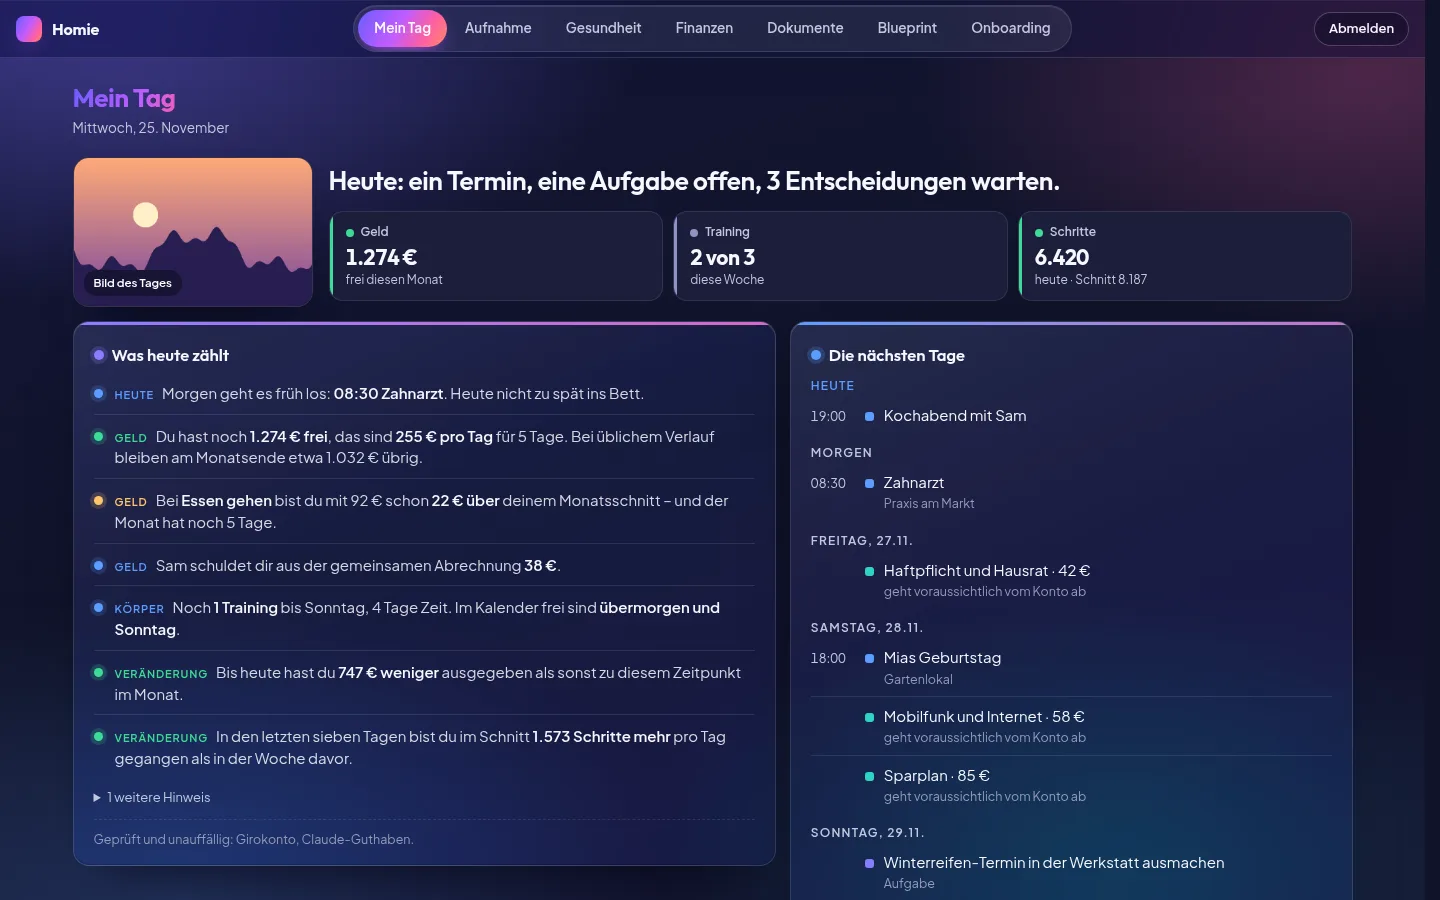 Homie
Mein Tag
Aufnahme
Gesundheit
Finanzen
Dokumente
Blueprint
Onboarding
Abmelden
Mein Tag
Mittwoch, 25. November
Bild des Tages
Heute: ein Termin, eine Aufgabe offen, 3 Entscheidungen warten.
Geld
1.274 €
frei diesen Monat
Training
2 von 3
diese Woche
Schritte
6.420
heute · Schnitt 8.187
Was heute zählt
HEUTE Morgen geht es früh los: 08:30 Zahnarzt. Heute nicht zu spät ins Bett.
GELD Du hast noch 1.274 € frei, das sind 255 € pro Tag für 5 Tage. Bei üblichem Verlauf
bleiben am Monatsende etwa 1.032 € übrig.
GELD Bei Essen gehen bist du mit 92 € schon 22 € über deinem Monatsschnitt – und der
Monat hat noch 5 Tage.
GELD Sam schuldet dir aus der gemeinsamen Abrechnung 38 €.
KÖRPER Noch 1 Training bis Sonntag, 4 Tage Zeit. Im Kalender frei sind übermorgen und
Sonntag.
VERÄNDERUNG Bis heute hast du 747 € weniger ausgegeben als sonst zu diesem Zeitpunkt
im Monat.
VERÄNDERUNG In den letzten sieben Tagen bist du im Schnitt 1.573 Schritte mehr pro Tag
gegangen als in der Woche davor.
1 weitere Hinweis
Geprüft und unauffällig: Girokonto, Claude-Guthaben.
Die nächsten Tage
HEUTE
19:00 Kochabend mit Sam
MORGEN
08:30 Zahnarzt
Praxis am Markt
FREITAG, 27.11.
Haftpflicht und Hausrat · 42 €
geht voraussichtlich vom Konto ab
SAMSTAG, 28.11.
18:00 Mias Geburtstag
Gartenlokal
Mobilfunk und Internet · 58 €
geht voraussichtlich vom Konto ab
Sparplan · 85 €
geht voraussichtlich vom Konto ab
SONNTAG, 29.11.
Winterreifen-Termin in der Werkstatt ausmachen
Aufgabe